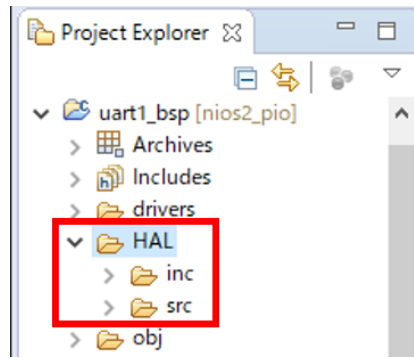 Project Explorer
uart1_bsp [nios2_pio]
Archives
Includes
drivers
HAL
inc
src
obj